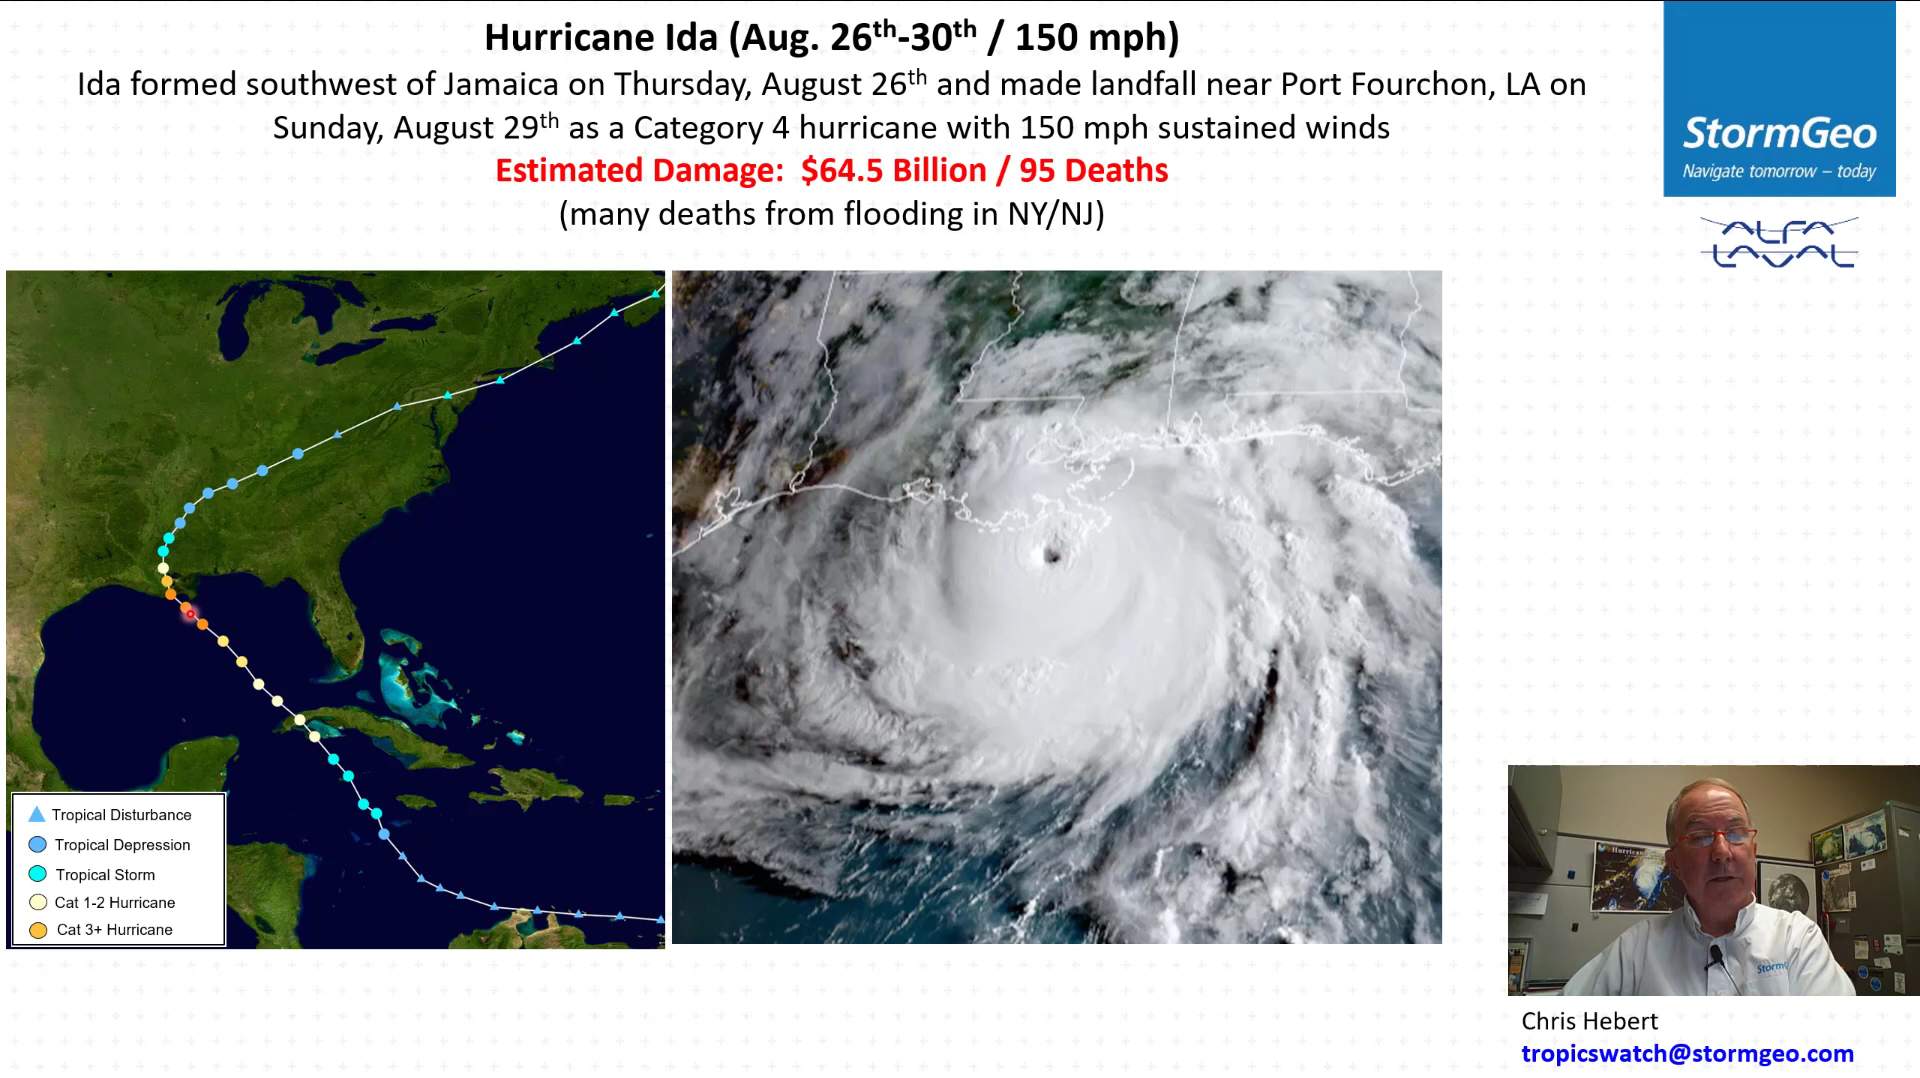 Hurricane Ida (Aug. 26th-30th / 150 mph)
Ida formed southwest of Jamaica on Thursday, August 26th and made landfall near Port Fourchon, LA on
Sunday, August 29th as a Category 4 hurricane with 150 mph sustained winds
Estimated Damage:  $64.5 Billion / 95 Deaths
(many deaths from flooding in NY/NJ)
StormGeo
Navigate tomorrow – today
ALFA
LAVAL
Tropical Disturbance
Tropical Depression
Tropical Storm
Cat 1-2 Hurricane
Cat 3+ Hurricane
Hurricane
Chris Hebert
tropicswatch@stormgeo.com